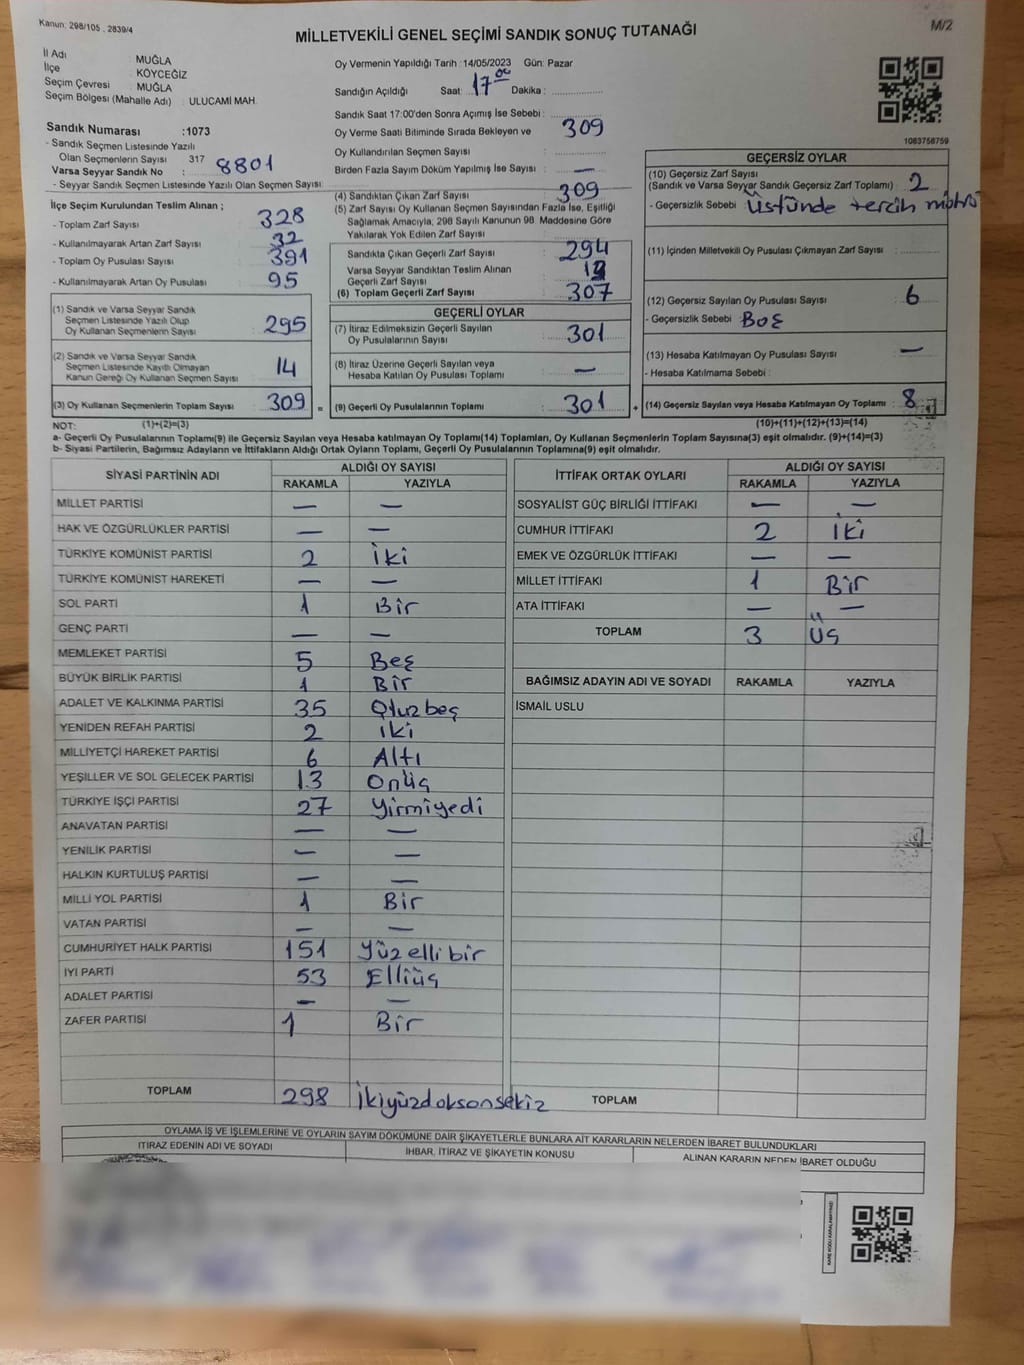 Kanun: 298/105 , 2839/4
M/2
MİLLETVEKİLİ GENEL SEÇİMİ SANDIK SONUÇ TUTANAĞI
İl Adı : MUĞLA
İlçe : KÖYCEĞİZ
Seçim Çevresi : MUĞLA
Seçim Bölgesi (Mahalle Adı) : ULUCAMİ MAH.
Sandık Numarası :1073
- Sandık Seçmen Listesinde Yazılı
Olan Seçmenlerin Sayısı : 317
Varsa Seyyar Sandık No : 8801
- Seyyar Sandık Seçmen Listesinde Yazılı Olan Seçmen Sayısı:
İlçe Seçim Kurulundan Teslim Alınan ;
- Toplam Zarf Sayısı : 328
- Kullanılmayarak Artan Zarf Sayısı : 32
- Toplam Oy Pusulası Sayısı : 391
- Kullanılmayarak Artan Oy Pusulası : 95
(1) Sandık ve Varsa Seyyar Sandık
Seçmen Listesinde Yazılı Olup
Oy Kullanan Seçmenlerin Sayısı : 295
(2) Sandık ve Varsa Seyyar Sandık
Seçmen Listesinde Kayıtlı Olmayan
Kanun Gereği Oy Kullanan Seçmen Sayısı : 14
(3) Oy Kullanan Seçmenlerin Toplam Sayısı : 309 =
Oy Vermenin Yapıldığı Tarih : 14/05/2023 Gün: Pazar
Sandığın Açıldığı Saat: 17 00 Dakika :
Sandık Saat 17:00'den Sonra Açımış İse Sebebi :
Oy Verme Saati Bitiminde Sırada Bekleyen ve : 309
Oy Kullandırılan Seçmen Sayısı :
Birden Fazla Sayım Döküm Yapılmış İse Sayısı : —
(4) Sandıktan Çıkan Zarf Sayısı : 309
(5) Zarf Sayısı Oy Kullanan Seçmen Sayısından Fazla İse, Eşitliği
Sağlamak Amacıyla, 298 Sayılı Kanunun 98. Maddesine Göre
Yakılarak Yok Edilen Zarf Sayısı :
Sandıkta Çıkan Geçerli Zarf Sayısı : 294
Varsa Seyyar Sandıktan Teslim Alınan
Geçerli Zarf Sayısı : 13
(6) Toplam Geçerli Zarf Sayısı : 307
GEÇERLİ OYLAR
(7) İtiraz Edilmeksizin Geçerli Sayılan
Oy Pusulalarının Sayısı : 301
(8) İtiraz Üzerine Geçerli Sayılan veya
Hesaba Katılan Oy Pusulası Toplamı : —
(9) Geçerli Oy Pusulalarının Toplamı : 301 +
1063758759
GEÇERSİZ OYLAR
(10) Geçersiz Zarf Sayısı
(Sandık ve Varsa Seyyar Sandık Geçersiz Zarf Toplamı) : 2
- Geçersizlik Sebebi : Üstünde tercih mührü
(11) İçinden Milletvekili Oy Pusulası Çıkmayan Zarf Sayısı :
(12) Geçersiz Sayılan Oy Pusulası Sayısı : 6
- Geçersizlik Sebebi : Boş
(13) Hesaba Katılmayan Oy Pusulası Sayısı : —
- Hesaba Katılmama Sebebi :
(14) Geçersiz Sayılan veya Hesaba Katılmayan Oy Toplamı : 8
NOT: (1)+(2)=(3) (10)+(11)+(12)+(13)=(14)
a- Geçerli Oy Pusulalarının Toplamı(9) ile Geçersiz Sayılan veya Hesaba katılmayan Oy Toplamı(14) Toplamları, Oy Kullanan Seçmenlerin Toplam Sayısına(3) eşit olmalıdır. (9)+(14)=(3)
b- Siyasi Partilerin, Bağımsız Adayların ve İttifakların Aldığı Ortak Oyların Toplamı, Geçerli Oy Pusulalarının Toplamına(9) eşit olmalıdır.
SİYASİ PARTİNİN ADI ALDIĞI OY SAYISI
RAKAMLA YAZIYLA
MİLLET PARTİSİ — —
HAK VE ÖZGÜRLÜKLER PARTİSİ — —
TÜRKİYE KOMÜNİST PARTİSİ 2 İki
TÜRKİYE KOMÜNİST HAREKETİ — —
SOL PARTİ 1 Bir
GENÇ PARTİ — —
MEMLEKET PARTİSİ 5 Beş
BÜYÜK BİRLİK PARTİSİ 1 Bir
ADALET VE KALKINMA PARTİSİ 35 Otuzbeş
YENİDEN REFAH PARTİSİ 2 iki
MİLLİYETÇİ HAREKET PARTİSİ 6 Altı
YEŞİLLER VE SOL GELECEK PARTİSİ 13 Onüç
TÜRKİYE İŞÇİ PARTİSİ 27 Yirmiyedi
ANAVATAN PARTİSİ — —
YENİLİK PARTİSİ — —
HALKIN KURTULUŞ PARTİSİ — —
MİLLİ YOL PARTİSİ 1 Bir
VATAN PARTİSİ — —
CUMHURİYET HALK PARTİSİ 151 Yüzellibir
İYİ PARTİ 53 Elliüç
ADALET PARTİSİ — —
ZAFER PARTİSİ 1 Bir
TOPLAM 298 İkiyüzdoksonsekiz
İTTİFAK ORTAK OYLARI ALDIĞI OY SAYISI
RAKAMLA YAZIYLA
SOSYALİST GÜÇ BİRLİĞİ İTTİFAKI — —
CUMHUR İTTİFAKI 2 İki
EMEK VE ÖZGÜRLÜK İTTİFAKI — —
MİLLET İTTİFAKI 1 Bir
ATA İTTİFAKI — —
TOPLAM 3 Üç
BAĞIMSIZ ADAYIN ADI VE SOYADI RAKAMLA YAZIYLA
İSMAİL USLU
TOPLAM
OYLAMA İŞ VE İŞLEMLERİNE VE OYLARIN SAYIM DÖKÜMÜNE DAİR ŞİKAYETLERLE BUNLARA AİT KARARLARIN NELERDEN İBARET BULUNDUKLARI
İTİRAZ EDENİN ADI VE SOYADI İHBAR, İTİRAZ VE ŞİKAYETİN KONUSU ALINAN KARARIN NEDEN İBARET OLDUĞU